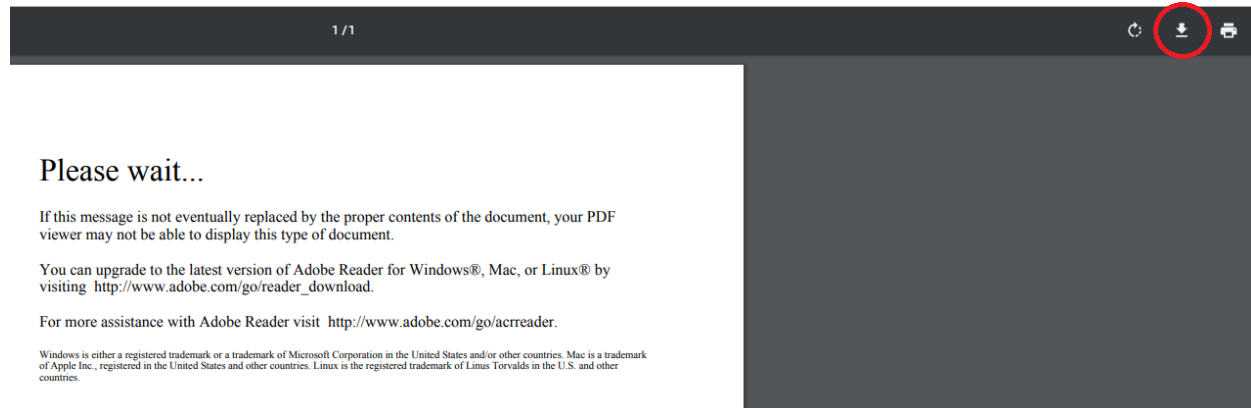 1 / 1
Please wait...
If this message is not eventually replaced by the proper contents of the document, your PDF
viewer may not be able to display this type of document.
You can upgrade to the latest version of Adobe Reader for Windows®, Mac, or Linux® by
visiting  http://www.adobe.com/go/reader_download.
For more assistance with Adobe Reader visit  http://www.adobe.com/go/acrreader.
Windows is either a registered trademark or a trademark of Microsoft Corporation in the United States and/or other countries. Mac is a trademark
of Apple Inc., registered in the United States and other countries. Linux is the registered trademark of Linus Torvalds in the U.S. and other
countries.